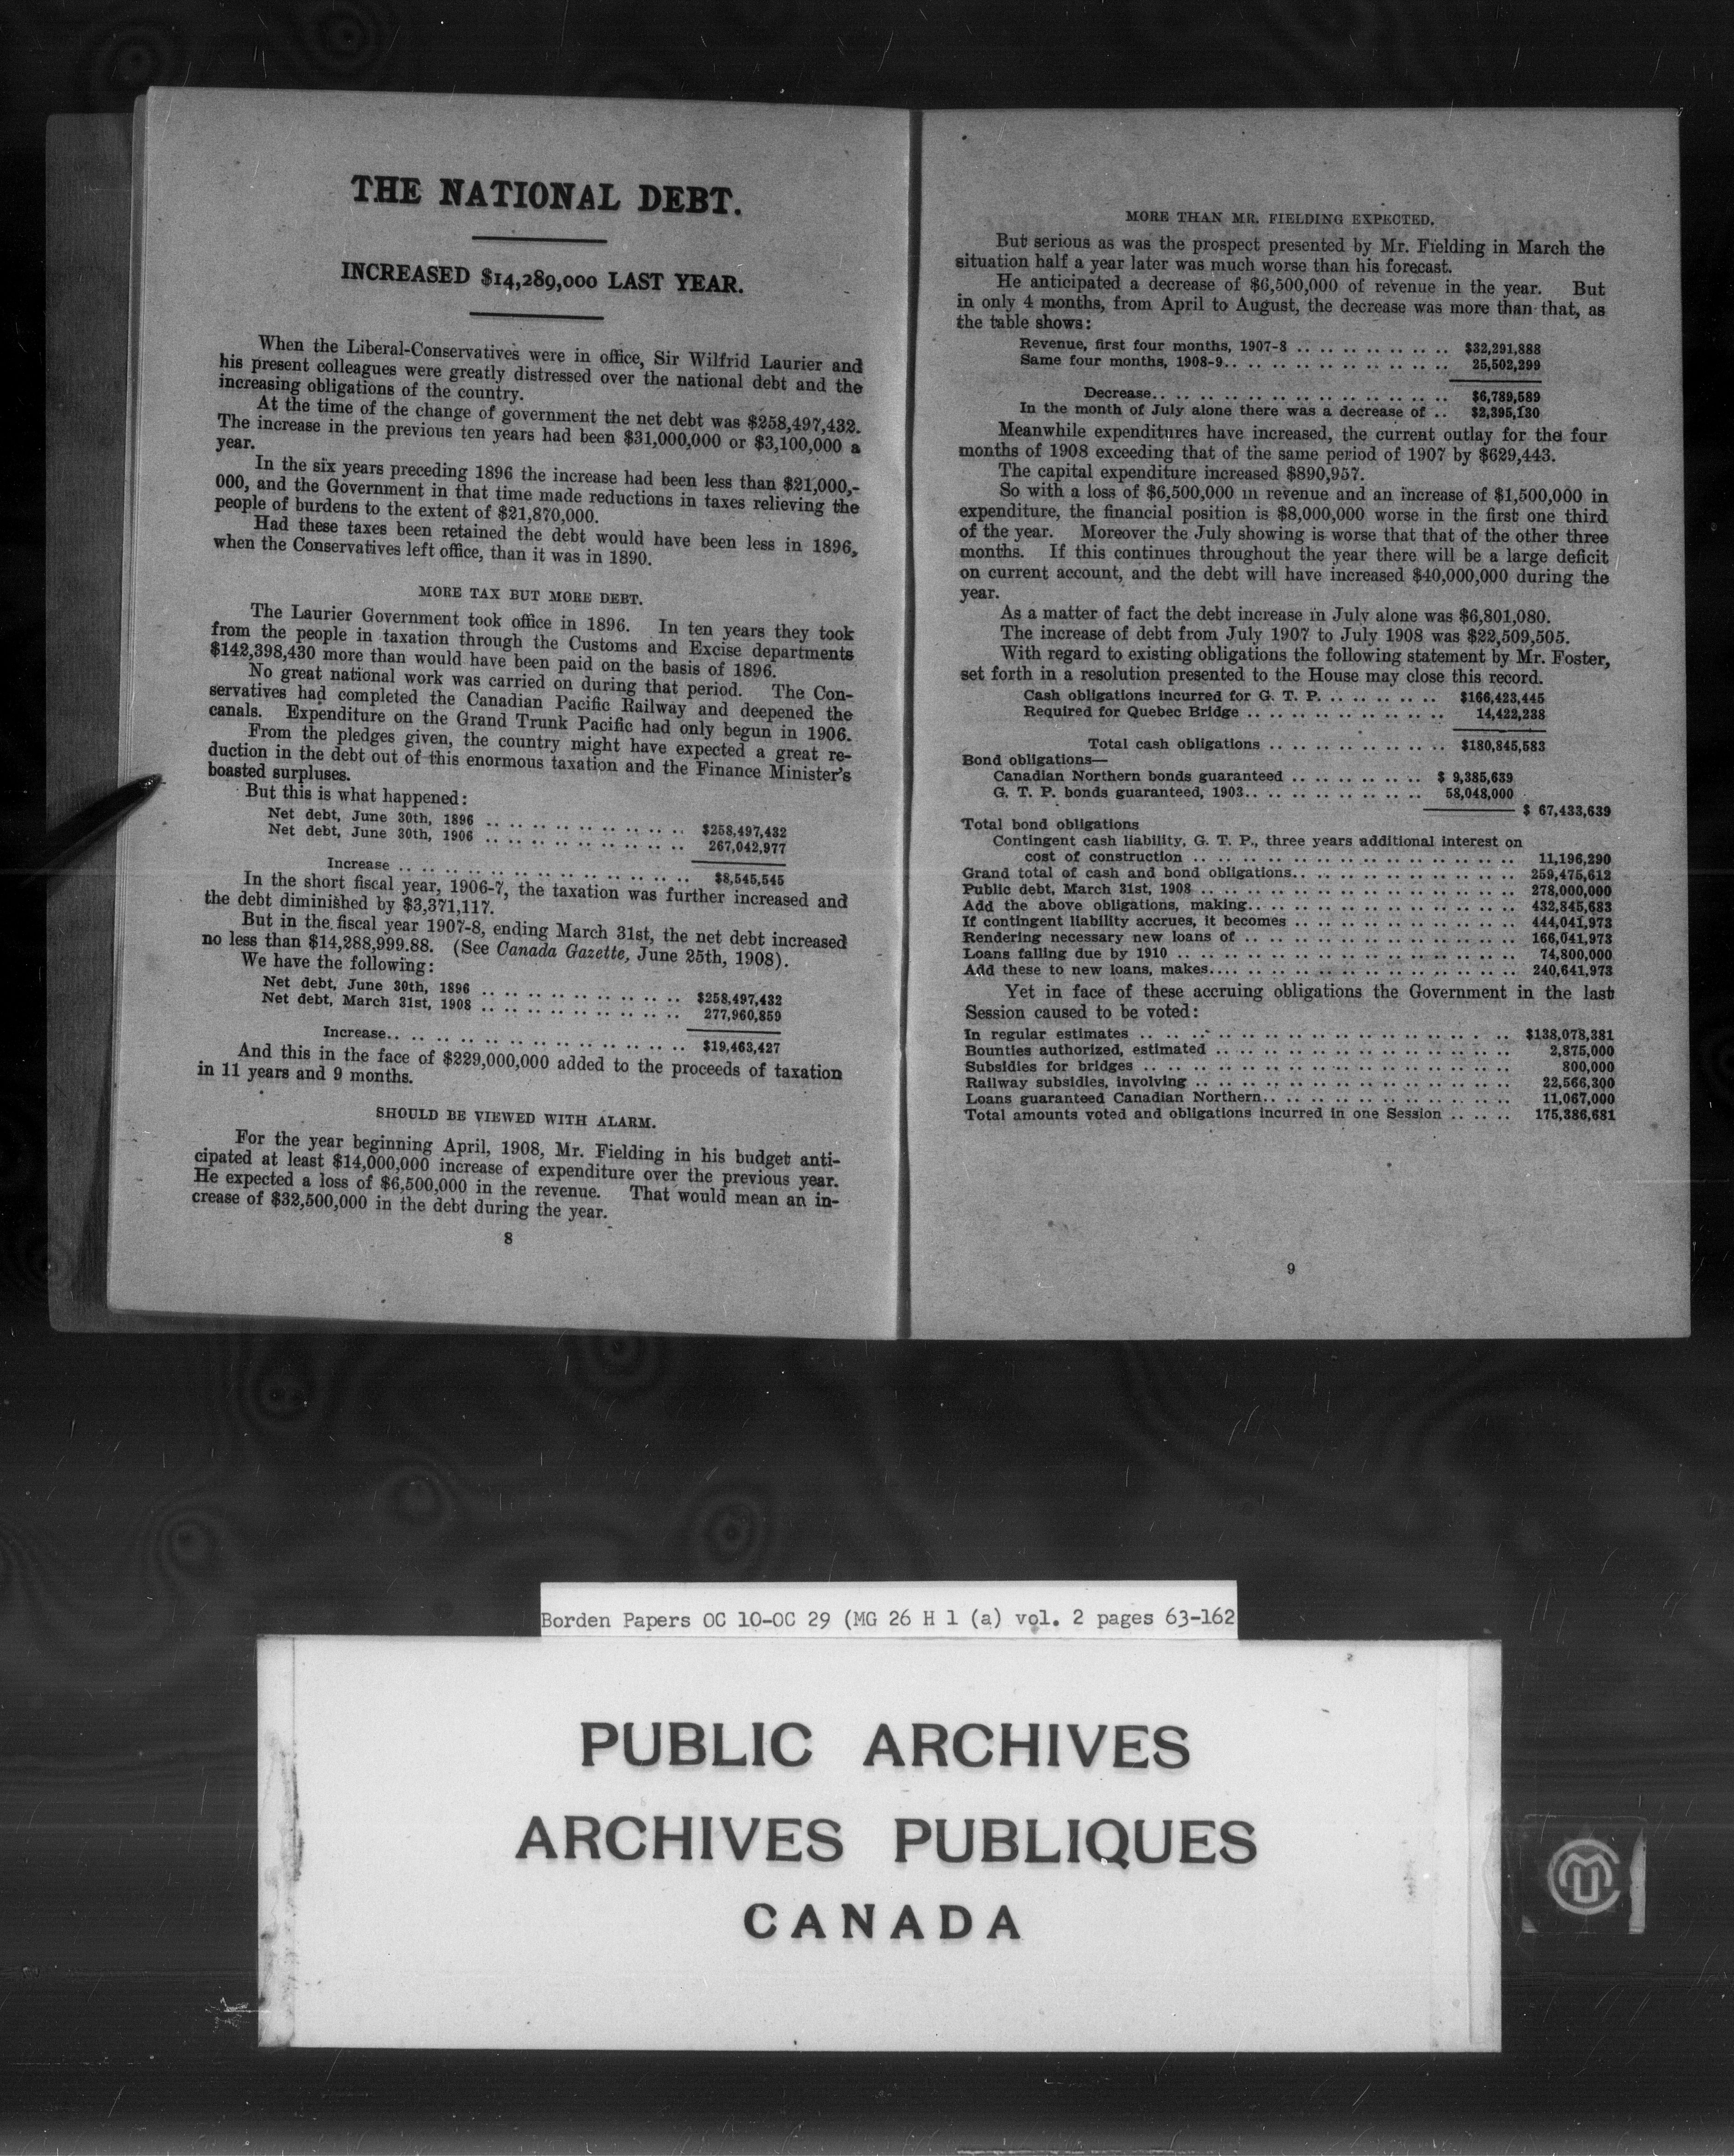 THE NATIONAL DEBT.
INCREASED $14,289,000 LAST YEAR.
When the Liberal-Conservatives were in office, Sir Wilfrid Laurier and
his present colleagues were greatly distressed over the national debt and the
increasing obligations of the country.
At the time of the change of government the net debt was $258,497,432.
The increase in the previous ten years had been $31,000,000 or $3,100,000 a
year.
In the six years preceding 1896 the increase had been less than $21,000,-
000, and the Government in that time made reductions in taxes relieving the
people of burdens to the extent of $21,870,000.
Had these taxes been retained the debt would have been less in 1896,
when the Conservatives left office, than it was in 1890.
MORE TAX BUT MORE DEBT.
The Laurier Government took office in 1896. In ten years they took
from the people in taxation through the Customs and Excise departments
$142,398,430 more than would have been paid on the basis of 1896.
No great national work was carried on during that period. The Con-
servatives had completed the Canadian Pacific Railway and deepened the
canals. Expenditure on the Grand Trunk Pacific had only begun in 1906.
From the pledges given, the country might have expected a great re-
duction in the debt out of this enormous taxation and the Finance Minister's
boasted surpluses.
But this is what happened:
Net debt, June 30th, 1896 .. .. .. .. .. .. .. .. .. $258,497,432
Net debt, June 30th, 1906 .. .. .. .. .. .. .. .. .. 267,042,977
Increase .. .. .. .. .. .. .. .. .. .. .. .. $8,545,545
In the short fiscal year, 1906-7, the taxation was further increased and
the debt diminished by $3,371,117.
But in the fiscal year 1907-8, ending March 31st, the net debt increased
no less than $14,288,999.88. (See Canada Gazette, June 25th, 1908).
We have the following:
Net debt, June 30th, 1896 .. .. .. .. .. .. .. .. .. $258,497,432
Net debt, March 31st, 1908 .. .. .. .. .. .. .. .. .. 277,960,859
Increase.. .. .. .. .. .. .. .. .. .. .. .. $19,463,427
And this in the face of $229,000,000 added to the proceeds of taxation
in 11 years and 9 months.
SHOULD BE VIEWED WITH ALARM.
For the year beginning April, 1908, Mr. Fielding in his budget anti-
cipated at least $14,000,000 increase of expenditure over the previous year.
He expected a loss of $6,500,000 in the revenue. That would mean an in-
crease of $32,500,000 in the debt during the year.
8
MORE THAN MR. FIELDING EXPECTED.
But serious as was the prospect presented by Mr. Fielding in March the
situation half a year later was much worse than his forecast.
He anticipated a decrease of $6,500,000 of revenue in the year. But
in only 4 months, from April to August, the decrease was more than that, as
the table shows:
Revenue, first four months, 1907-8 .. .. .. .. .. .. .. $32,291,888
Same four months, 1908-9.. .. .. .. .. .. .. .. .. .. 25,502,299
Decrease.. .. .. .. .. .. .. .. .. .. .. .. .. $6,789,589
In the month of July alone there was a decrease of .. $2,395,130
Meanwhile expenditures have increased, the current outlay for the four
months of 1908 exceeding that of the same period of 1907 by $629,443.
The capital expenditure increased $890,957.
So with a loss of $6,500,000 in revenue and an increase of $1,500,000 in
expenditure, the financial position is $8,000,000 worse in the first one third
of the year. Moreover the July showing is worse that that of the other three
months. If this continues throughout the year there will be a large deficit
on current account, and the debt will have increased $40,000,000 during the
year.
As a matter of fact the debt increase in July alone was $6,801,080.
The increase of debt from July 1907 to July 1908 was $22,509,505.
With regard to existing obligations the following statement by Mr. Foster,
set forth in a resolution presented to the House may close this record.
Cash obligations incurred for G. T. P. .. .. .. .. .. $166,423,445
Required for Quebec Bridge .. .. .. .. .. .. .. .. .. 14,422,238
Total cash obligations .. .. .. .. .. .. .. .. $180,845,583
Bond obligations—
Canadian Northern bonds guaranteed .. .. .. .. .. .. $ 9,385,639
G. T. P. bonds guaranteed, 1903.. .. .. .. .. .. .. .. 58,048,000
$ 67,433,639
Total bond obligations
Contingent cash liability, G. T. P., three years additional interest on
cost of construction .. .. .. .. .. .. .. .. .. .. .. .. .. .. 11,196,290
Grand total of cash and bond obligations.. .. .. .. .. .. .. .. .. .. 259,475,612
Public debt, March 31st, 1908 .. .. .. .. .. .. .. .. .. .. .. .. .. 278,000,000
Add the above obligations, making.. .. .. .. .. .. .. .. .. .. .. .. 432,845,683
If contingent liability accrues, it becomes .. .. .. .. .. .. .. .. .. 444,041,973
Rendering necessary new loans of .. .. .. .. .. .. .. .. .. .. .. .. 166,041,973
Loans falling due by 1910 .. .. .. .. .. .. .. .. .. .. .. .. .. .. 74,800,000
Add these to new loans, makes.... .. .. .. .. .. .. .. .. .. .. .. .. 240,641,973
Yet in face of these accruing obligations the Government in the last
Session caused to be voted:
In regular estimates .. .. .. .. .. .. .. .. .. .. .. .. .. .. .. $138,078,381
Bounties authorized, estimated .. .. .. .. .. .. .. .. .. .. .. .. 2,875,000
Subsidies for bridges .. .. .. .. .. .. .. .. .. .. .. .. .. .. .. 800,000
Railway subsidies, involving .. .. .. .. .. .. .. .. .. .. .. .. .. 22,566,300
Loans guaranteed Canadian Northern.. .. .. .. .. .. .. .. .. .. .. 11,067,000
Total amounts voted and obligations incurred in one Session .. .. .. 175,386,681
9
Borden Papers OC 10-OC 29 (MG 26 H 1 (a) vol. 2 pages 63-162
PUBLIC ARCHIVES
ARCHIVES PUBLIQUES
CANADA